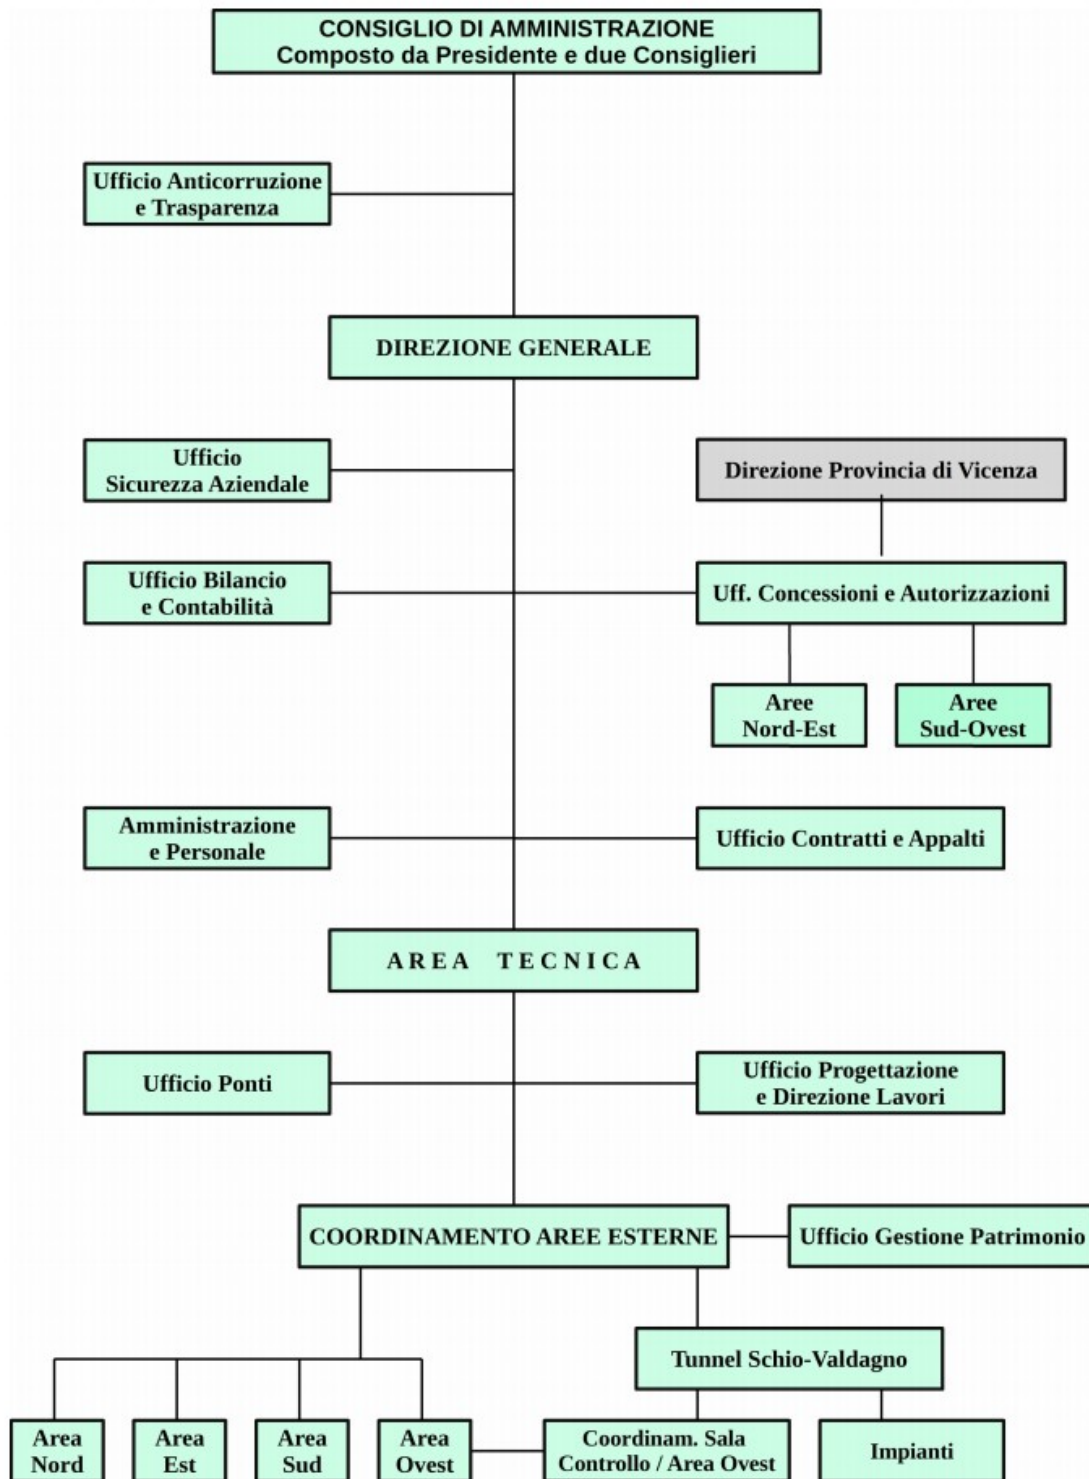 CONSIGLIO DI AMMINISTRAZIONE
Composto da Presidente e due Consiglieri
Ufficio Anticorruzione
e Trasparenza
DIREZIONE GENERALE
Ufficio
Sicurezza Aziendale
Direzione Provincia di Vicenza
Ufficio Bilancio
e Contabilità
Uff. Concessioni e Autorizzazioni
Aree
Nord-Est
Aree
Sud-Ovest
Amministrazione
e Personale
Ufficio Contratti e Appalti
AREA TECNICA
Ufficio Ponti
Ufficio Progettazione
e Direzione Lavori
COORDINAMENTO AREE ESTERNE
Ufficio Gestione Patrimonio
Tunnel Schio-Valdagno
Area
Nord
Area
Est
Area
Sud
Area
Ovest
Coordinam. Sala
Controllo / Area Ovest
Impianti